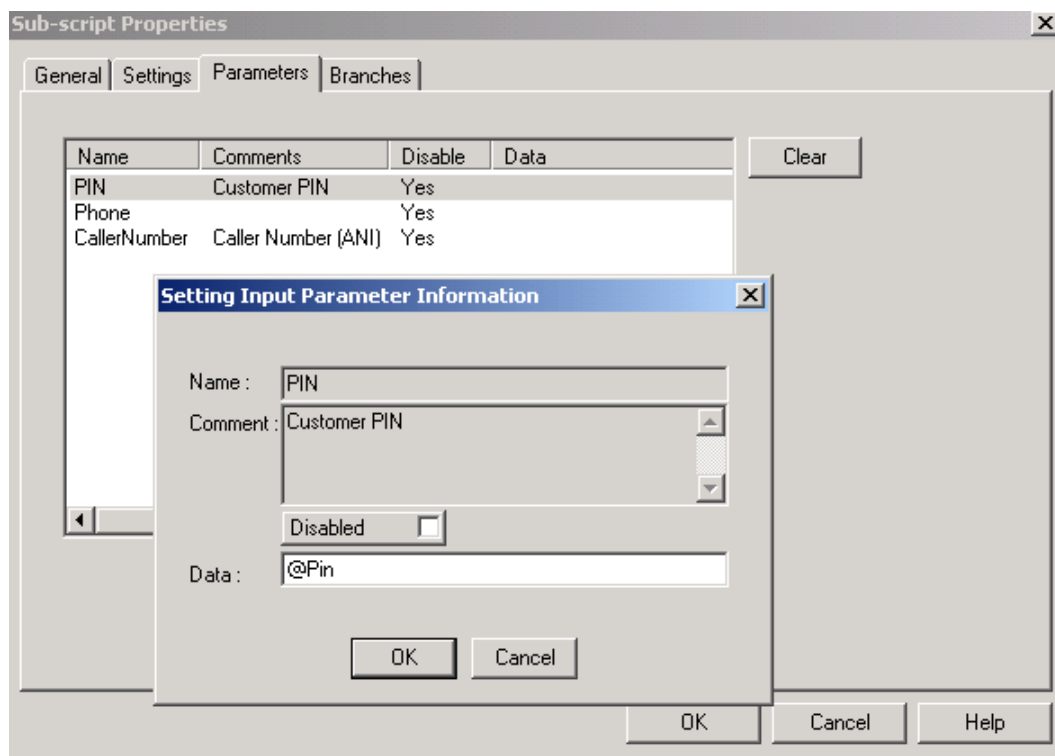 Sub-script Properties
General Settings Parameters Branches
Name Comments Disable Data
Clear
PIN Customer PIN Yes
Phone Yes
CallerNumber Caller Number (ANI) Yes
Setting Input Parameter Information
Name : PIN
Comment : Customer PIN
Disabled
Data : @Pin
OK Cancel
OK Cancel Help